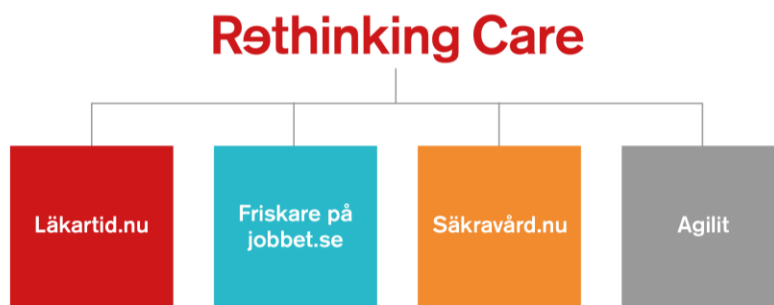 Rethinking Care
Läkartid.nu
Friskare på
jobbet.se
Säkravård.nu
Agilit